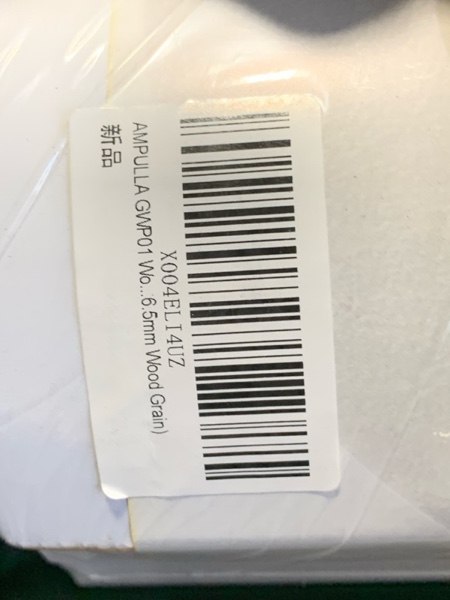 X004ELI4UZ
AMPULLA GWP01 Wo...6.5mm Wood Grain)
新品